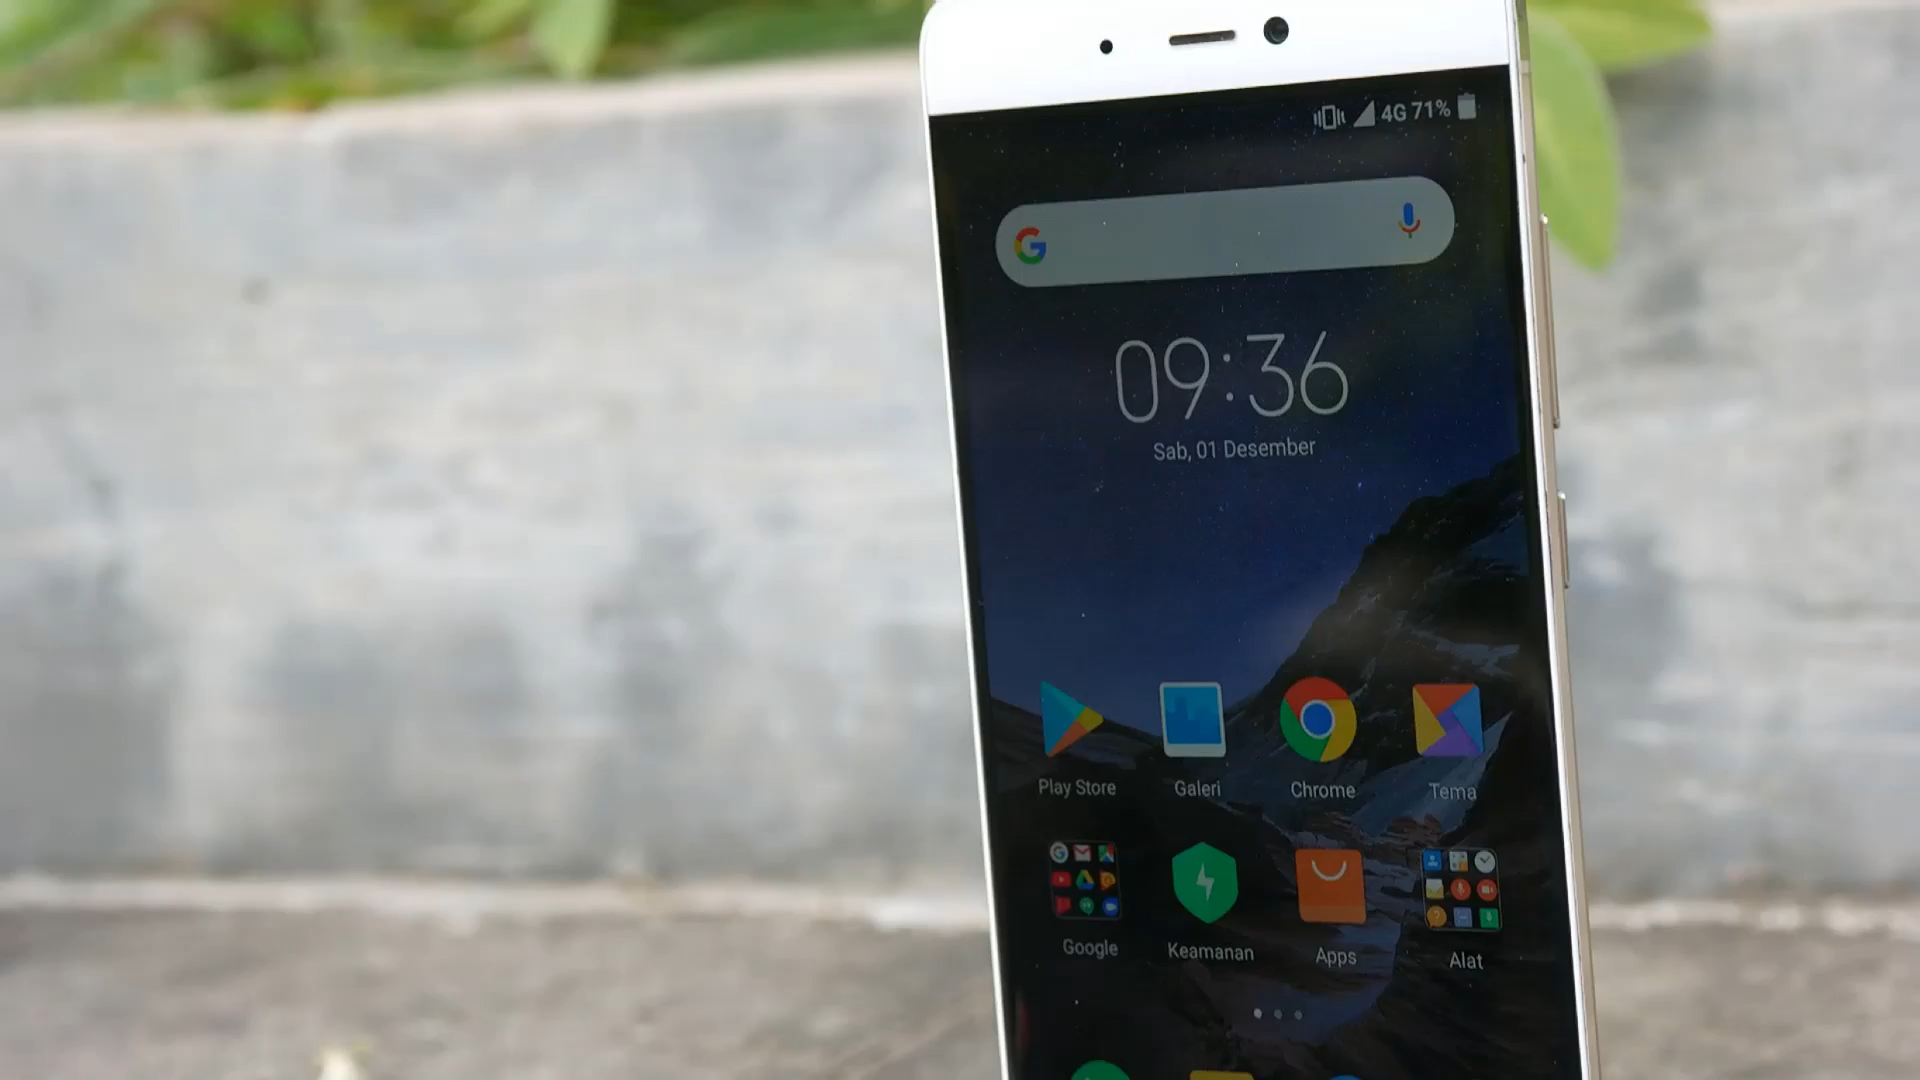 4G 71%
09:36
Sab, 01 Desember
Play Store Galeri Chrome Tema
Google Keamanan Apps Alat